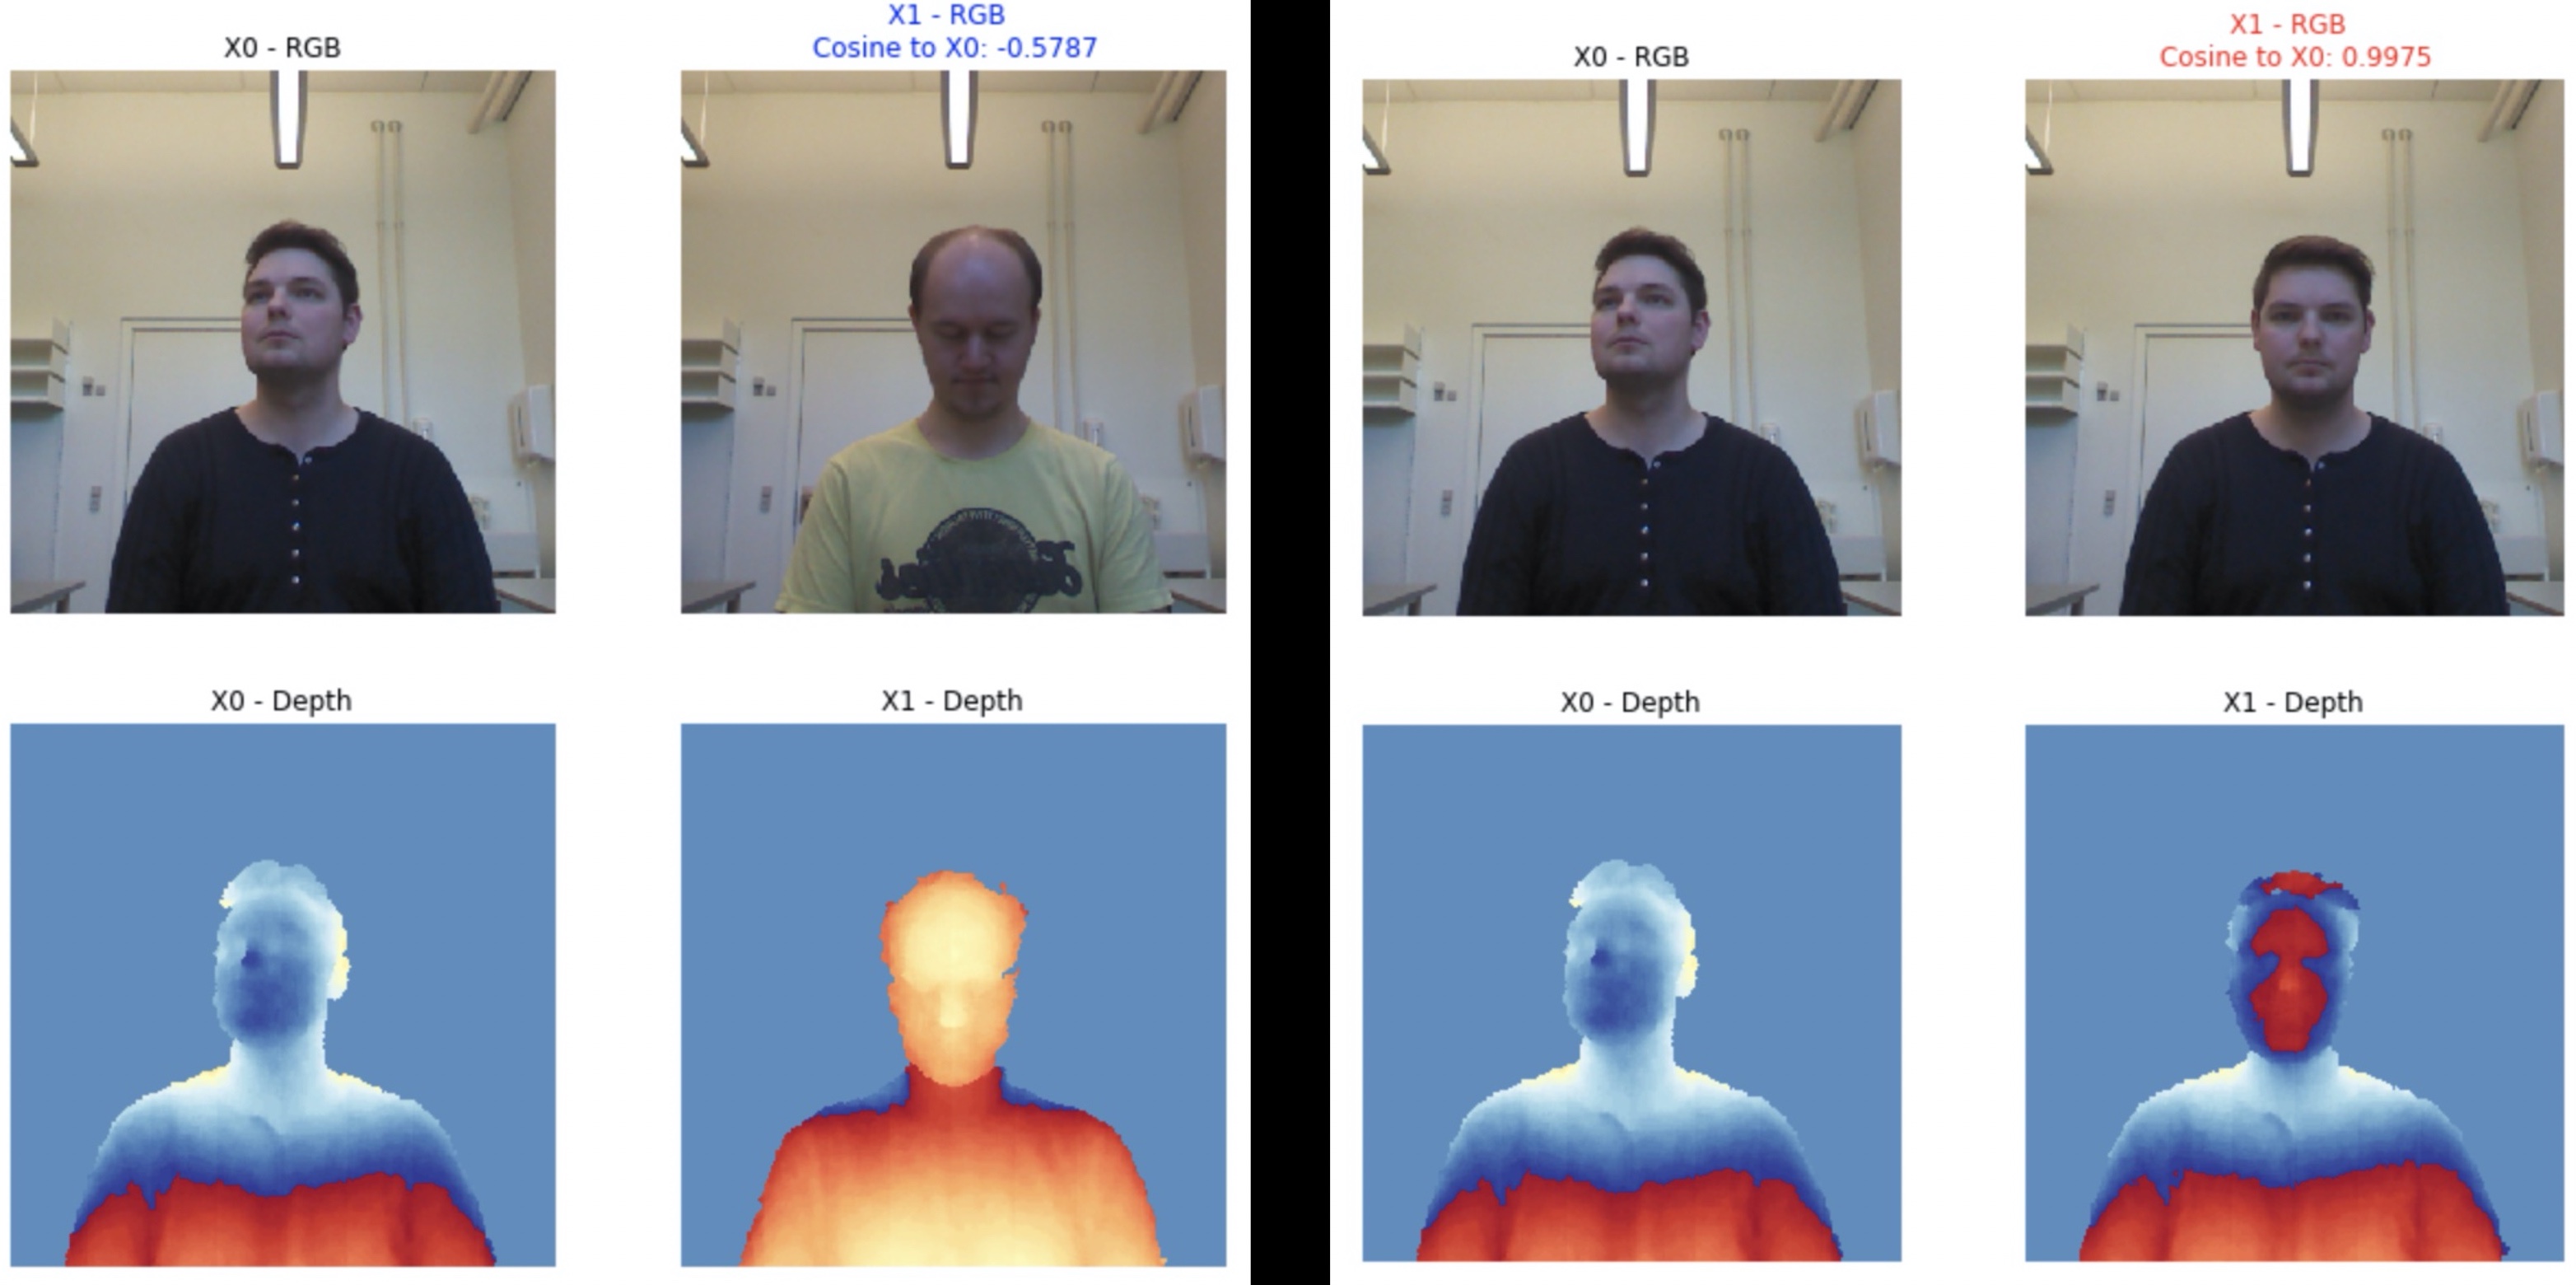 X0 - RGB
X1 - RGB
Cosine to X0: -0.5787
X0 - RGB
X1 - RGB
Cosine to X0: 0.9975
X0 - Depth
X1 - Depth
X0 - Depth
X1 - Depth